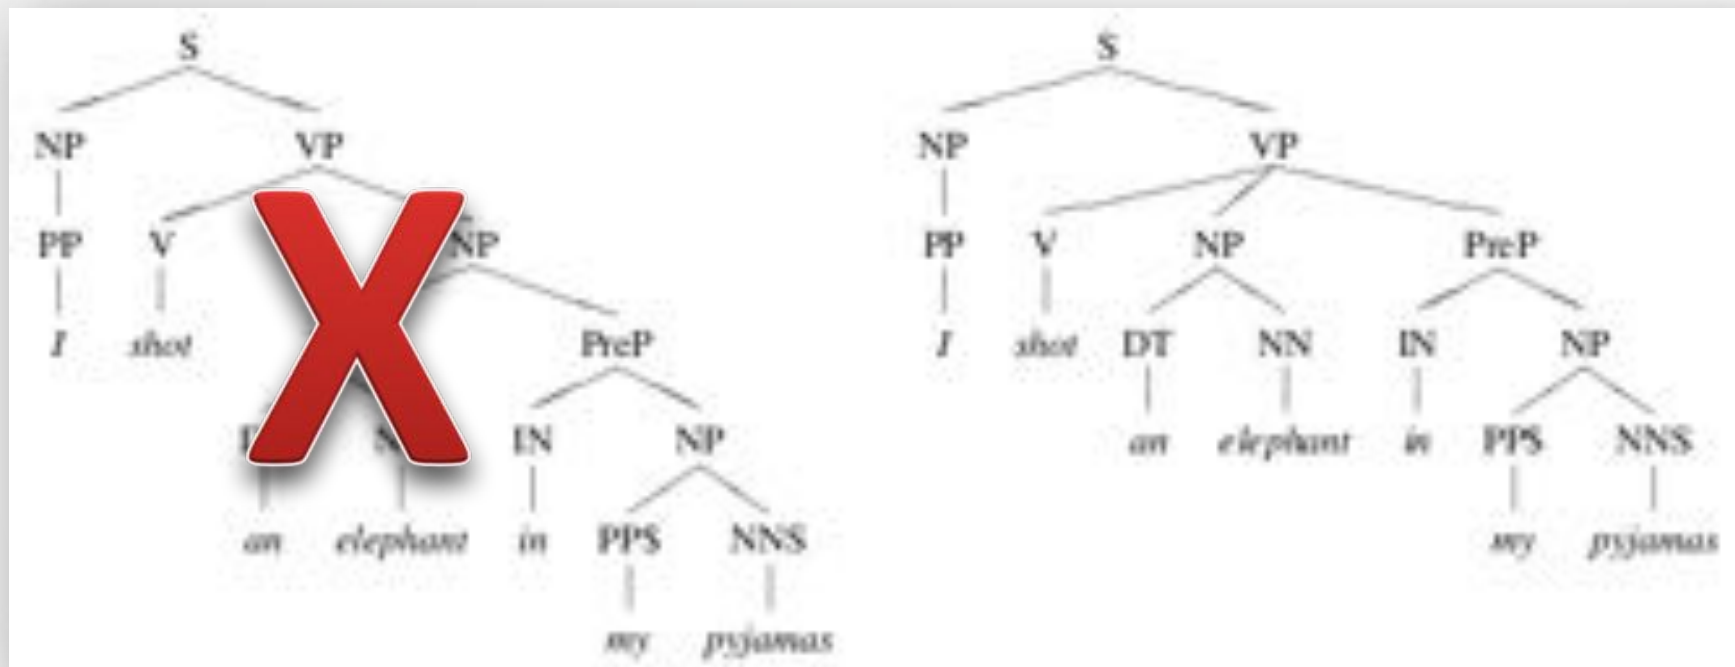 S S
NP VP NP VP
PP V NP PP V NP PreP
I shot PreP I shot DT NN IN NP
IN NP an elephant in PPS NNS
an elephant in PPS NNS my pyjamas
my pyjamas